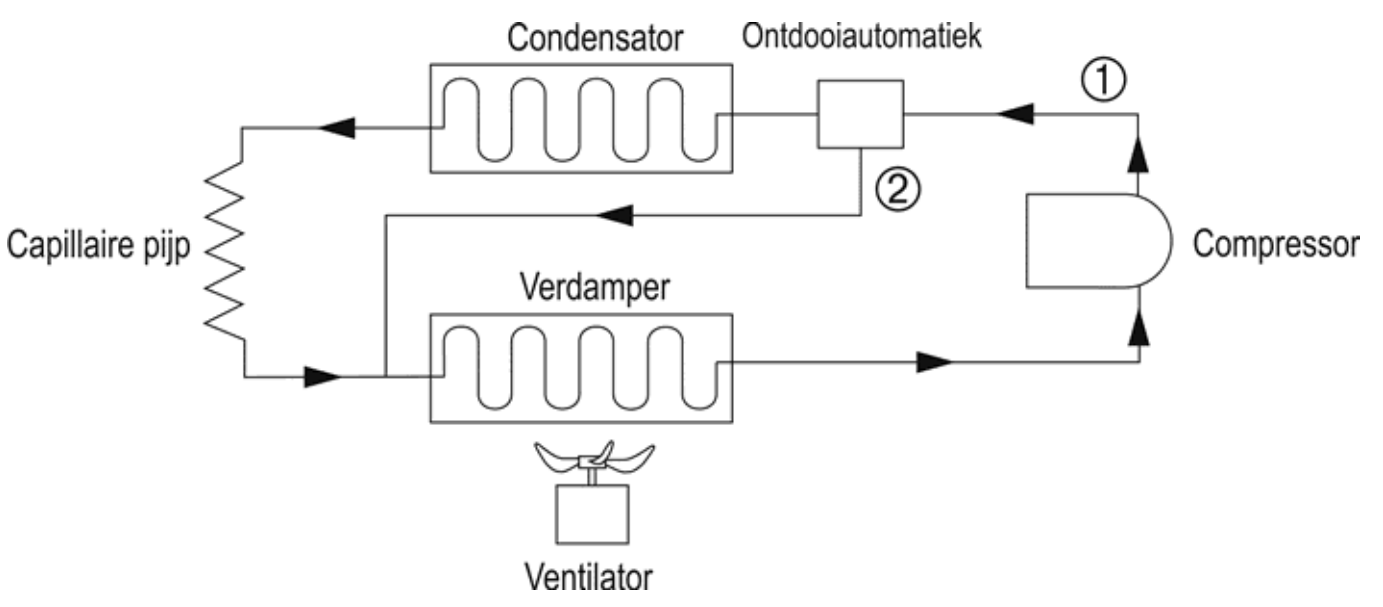 Condensator
Ontdooiautomatiek
①
②
Capillaire pijp
Compressor
Verdamper
Ventilator